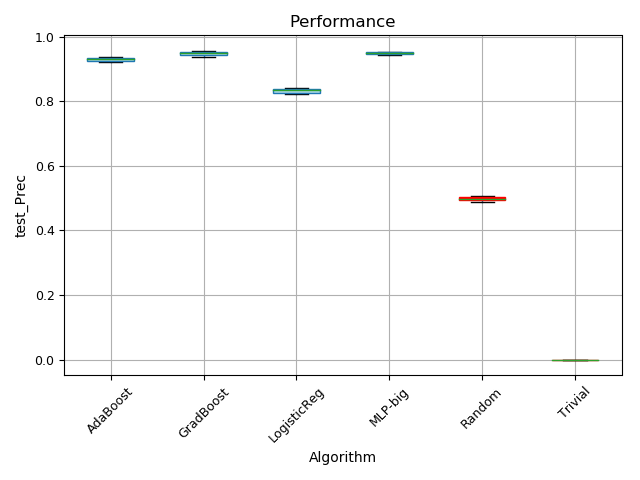 Performance
test_Prec
1.0
0.8
0.6
0.4
0.2
0.0
AdaBoost
GradBoost
LogisticReg
MLP-big
Random
Trivial
Algorithm